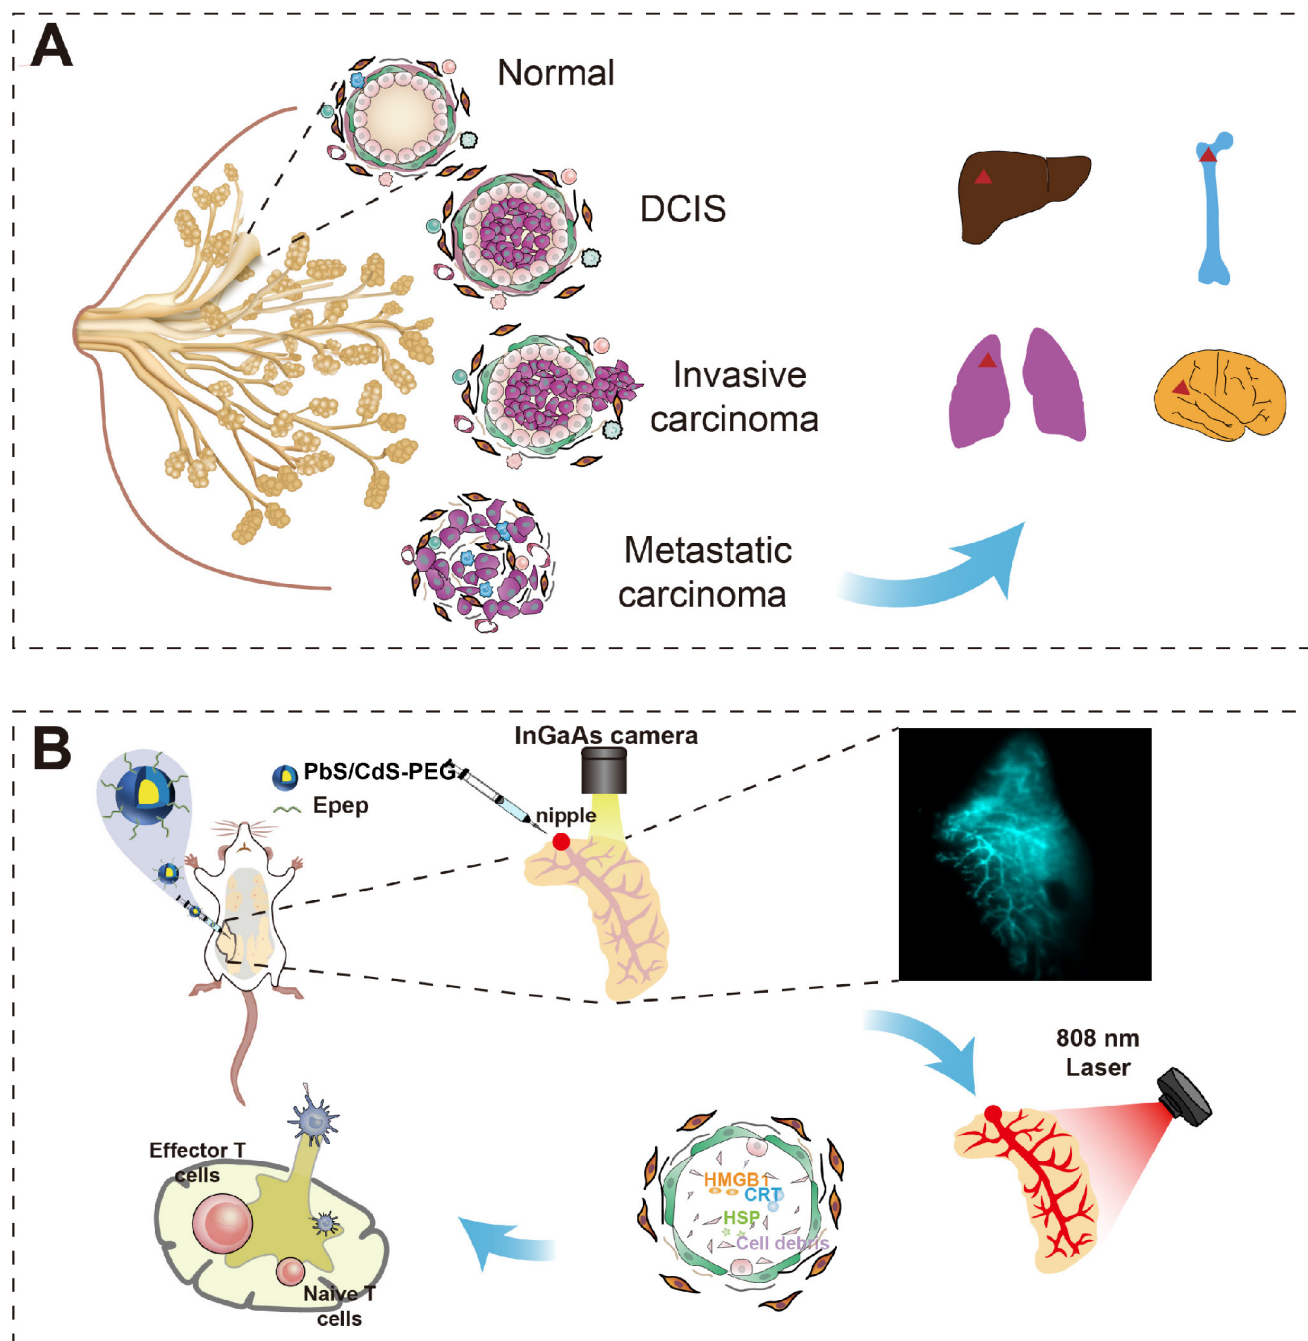 A
Normal
DCIS
Invasive
carcinoma
Metastatic
carcinoma
B
InGaAs camera
PbS/CdS-PEG
Epep
nipple
808 nm
Laser
Effector T
cells
Naive T
cells
HMGB1
CRT
HSP
Cell debris